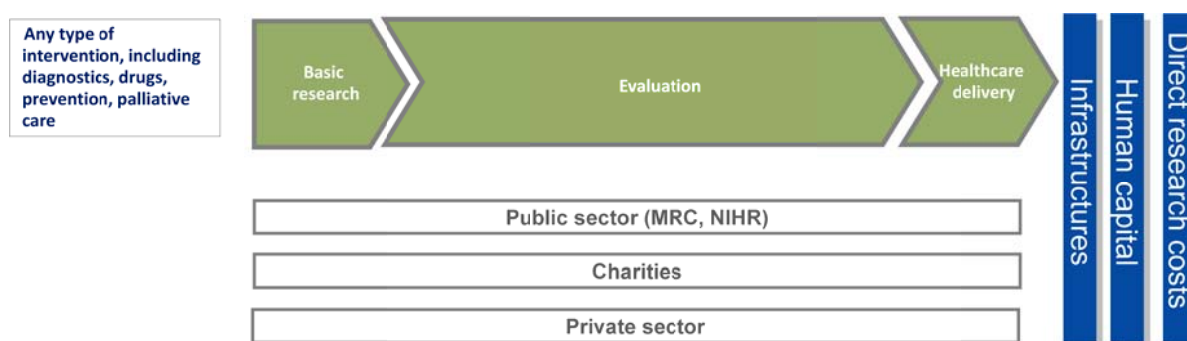 Any type of
intervention, including
diagnostics, drugs,
prevention, palliative
care
Basic
research
Evaluation
Healthcare
delivery
Public sector (MRC, NIHR)
Charities
Private sector
Infrastructures
Human capital
Direct research costs